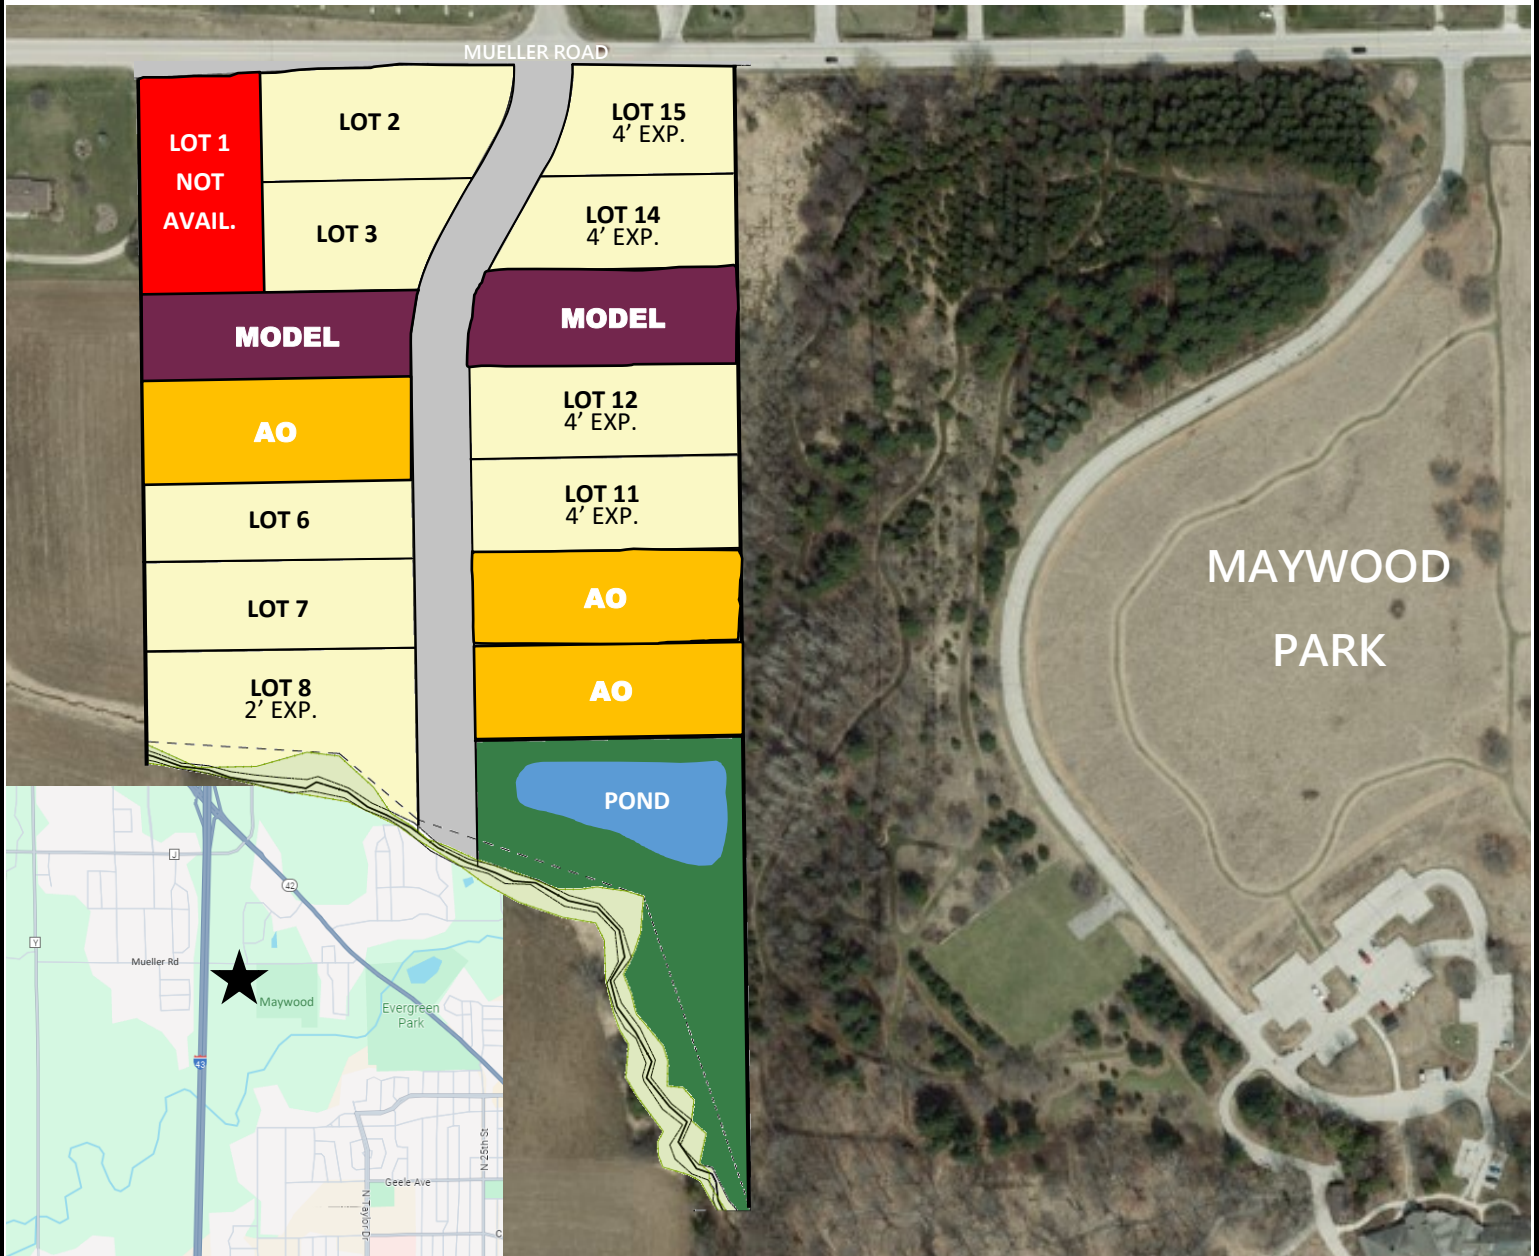 MUELLER ROAD
LOT 1
NOT
AVAIL.
LOT 2
LOT 3
LOT 15
4' EXP.
LOT 14
4' EXP.
MODEL
MODEL
AO
LOT 12
4' EXP.
LOT 6
LOT 11
4' EXP.
LOT 7
AO
LOT 8
2' EXP.
AO
POND
MAYWOOD
PARK
J
42
Y
Mueller Rd
Maywood
Evergreen
Park
43
N 25th St
Geele Ave
N Taylor Dr
C